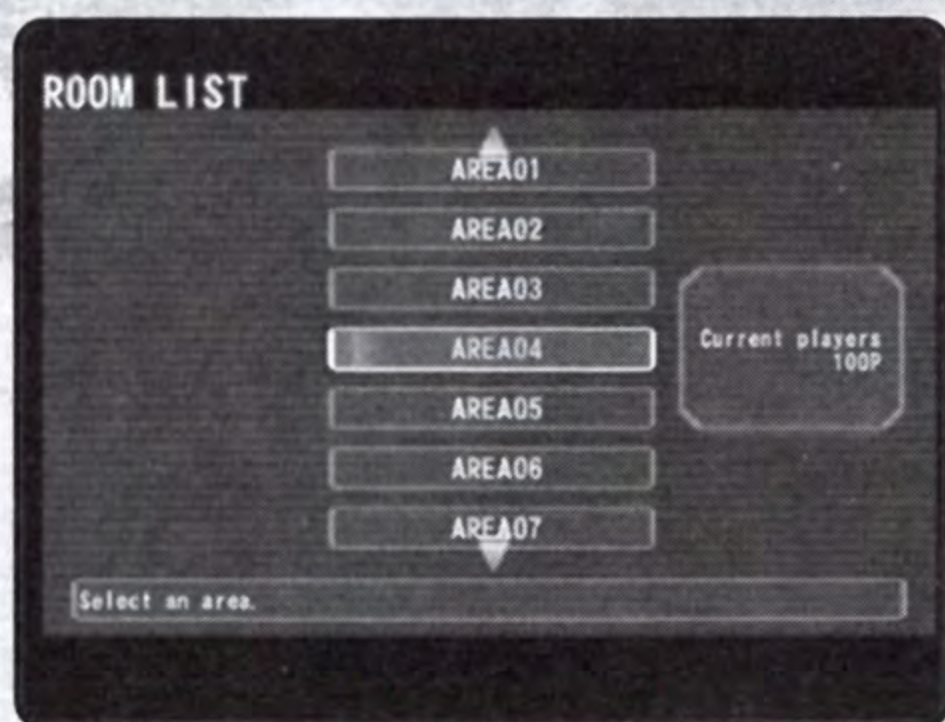 ROOM LIST
AREA01
AREA02
AREA03
AREA04
Current players
100P
AREA05
AREA06
AREA07
Select an area.